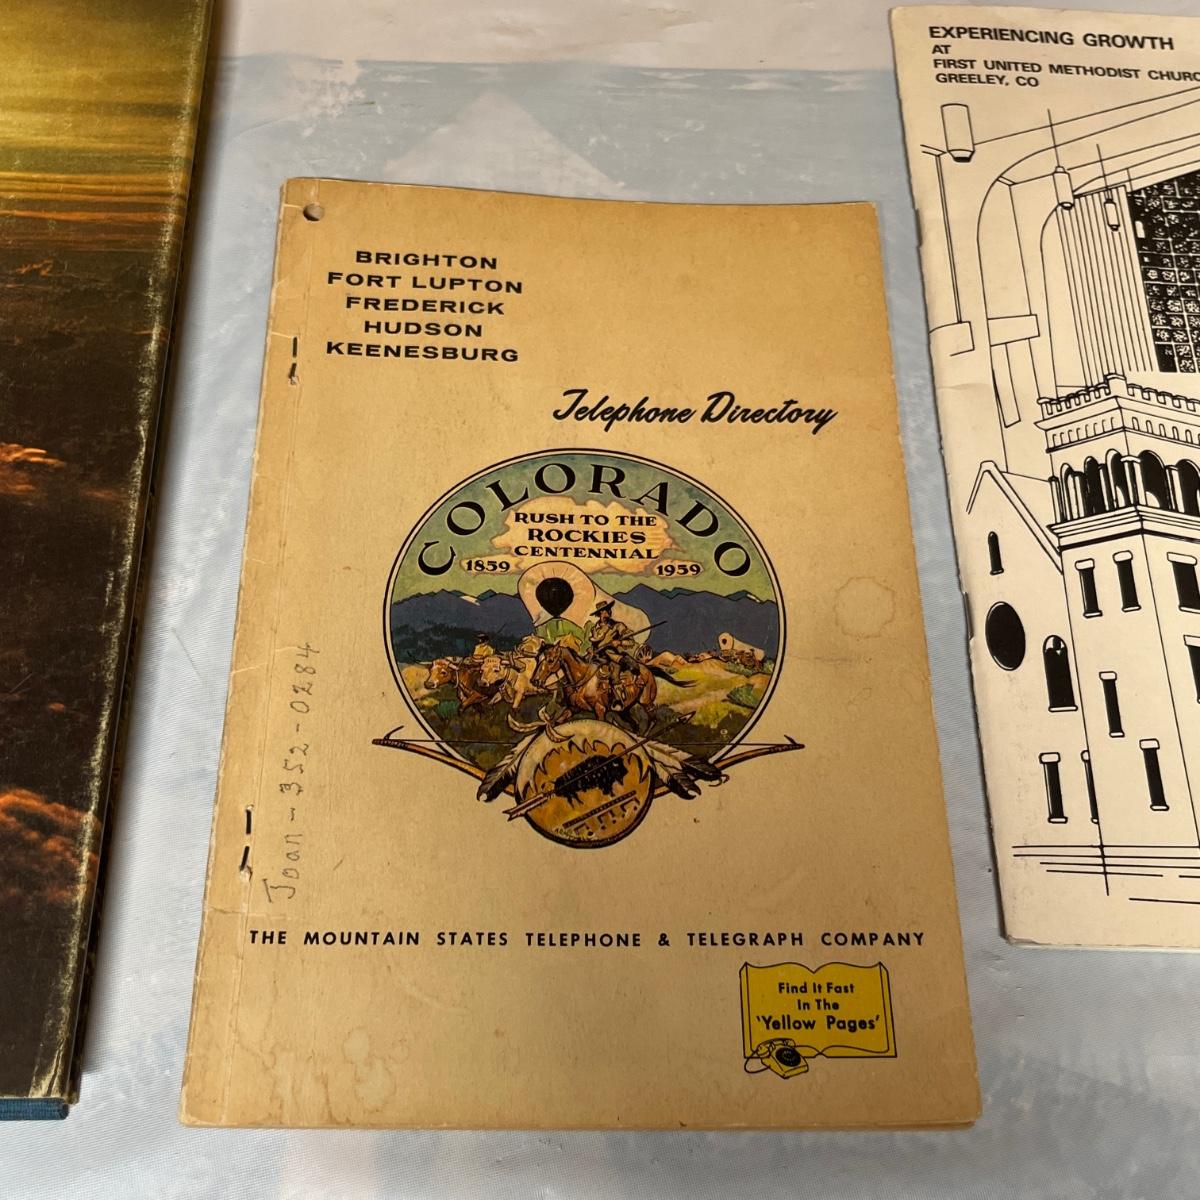 EXPERIENCING GROWTH
AT
FIRST UNITED METHODIST
GREELEY, CO
BRIGHTON
FORT LUPTON
FREDERICK
HUDSON
KEENESBURG
Telephone Directory
COLORADO
RUSH TO THE
ROCKIES
CENTENNIAL
1859 1959
Joan-352-0284
THE MOUNTAIN STATES TELEPHONE & TELEGRAPH COMPANY
Find It Fast
In The
'Yellow Pages'